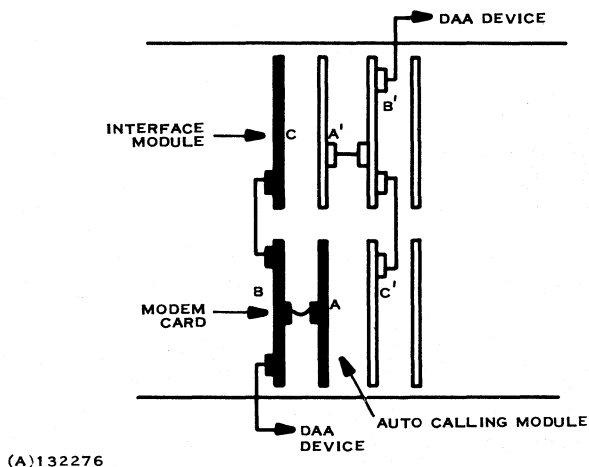 DAA DEVICE
B'
INTERFACE
MODULE
C
A'
B
MODEM
CARD
A
C'
AUTO CALLING MODULE
DAA
DEVICE
(A)132276